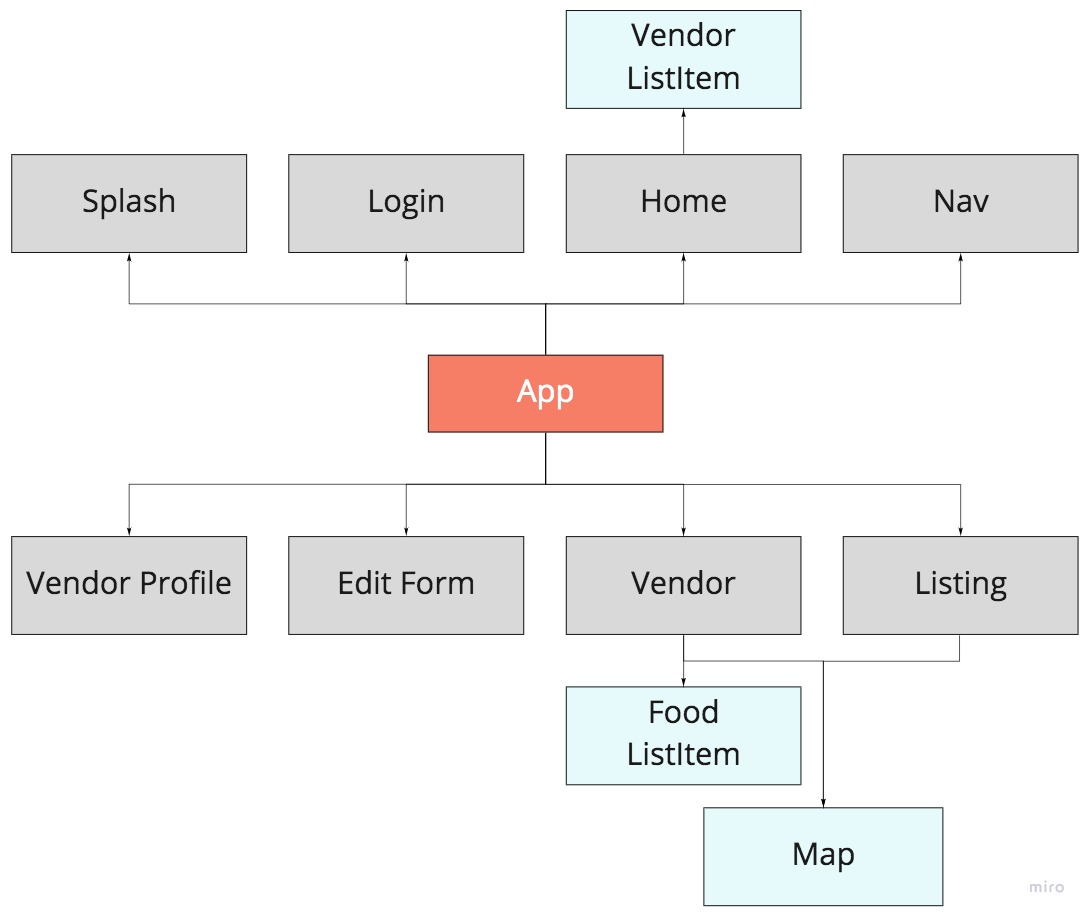 Vendor
ListItem
Splash
Login
Home
Nav
App
Vendor Profile
Edit Form
Vendor
Listing
Food
ListItem
Map
miro